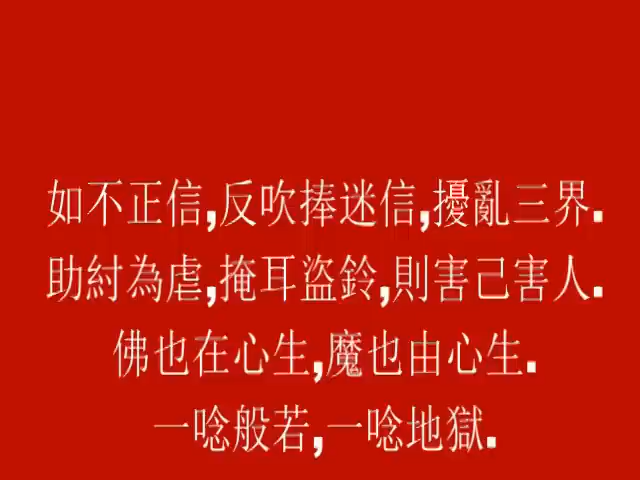 如不正信,反吹捧迷信,擾亂三界.
助紂為虐,掩耳盜鈴,則害己害人.
佛也在心生,魔也由心生.
一唸般若,一唸地獄.